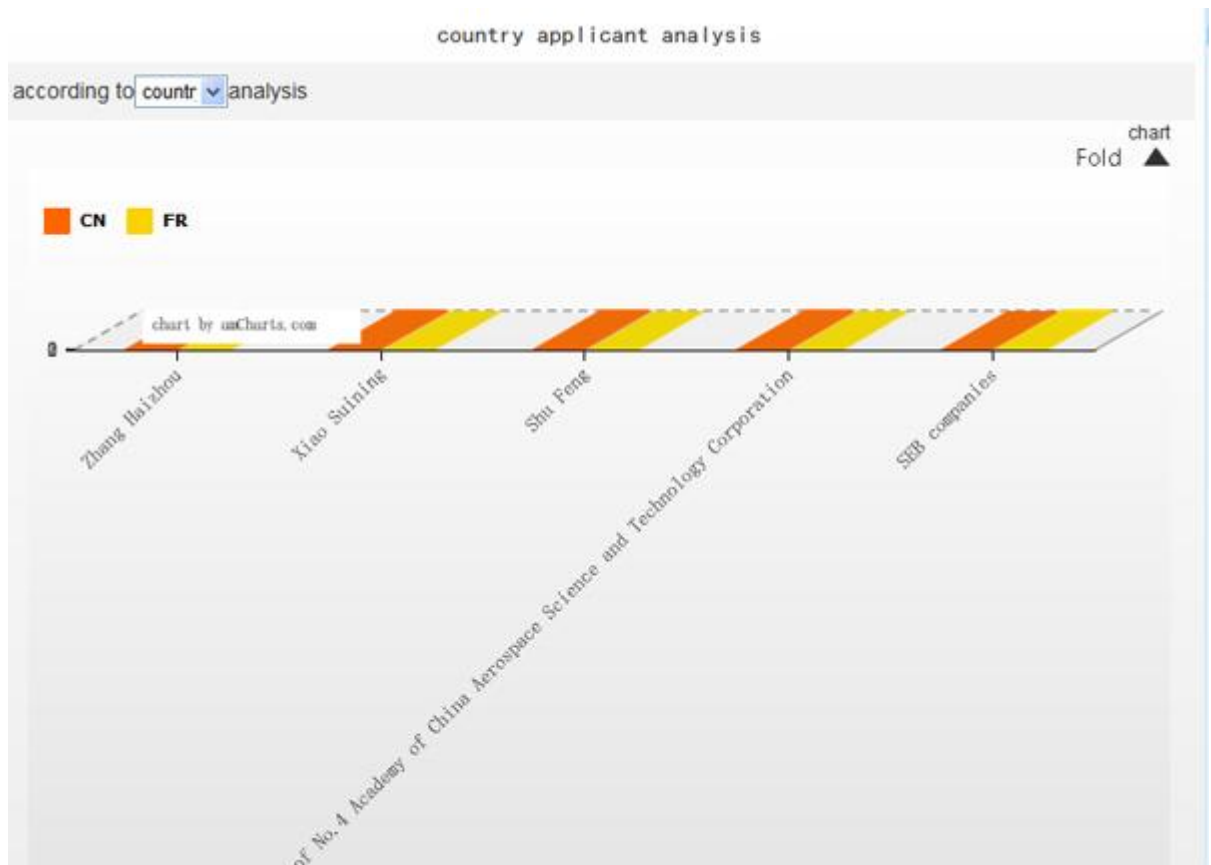 country applicant analysis
according to countr analysis
chart
Fold
CN FR
chart by amCharts.com
Zhang Haizhou
Xiao Suining
Shu Feng
of No.4 Academy of China Aerospace Science and Technology Corporation
SEB companies